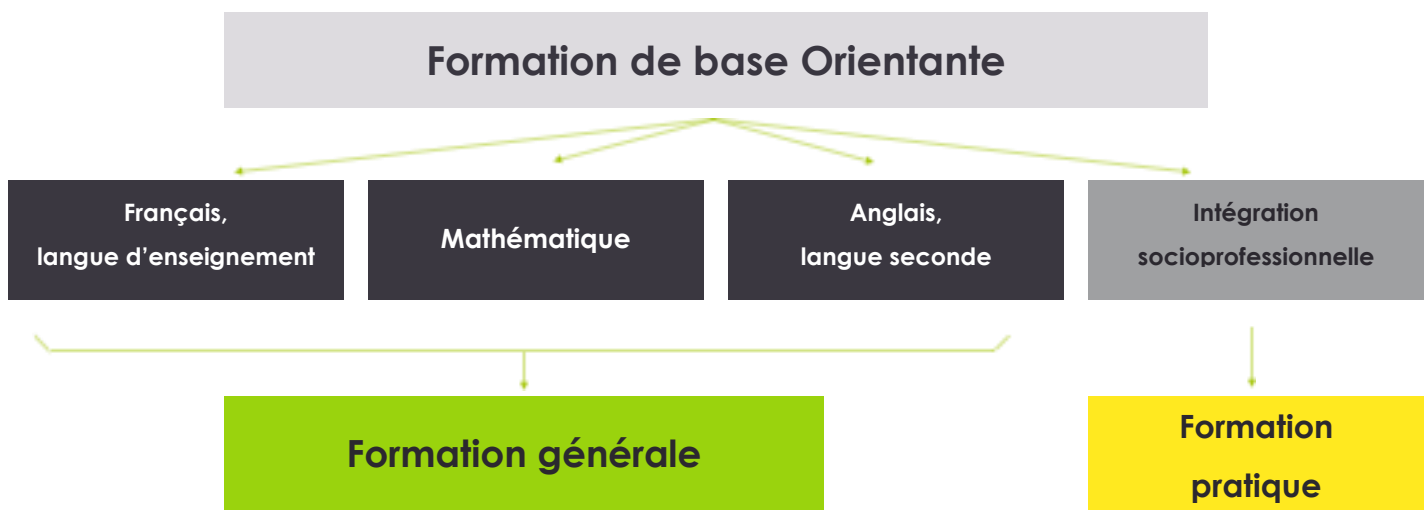 Formation de base Orientante
Français,
langue d’enseignement
Mathématique
Anglais,
langue seconde
Intégration
socioprofessionnelle
Formation générale
Formation
pratique